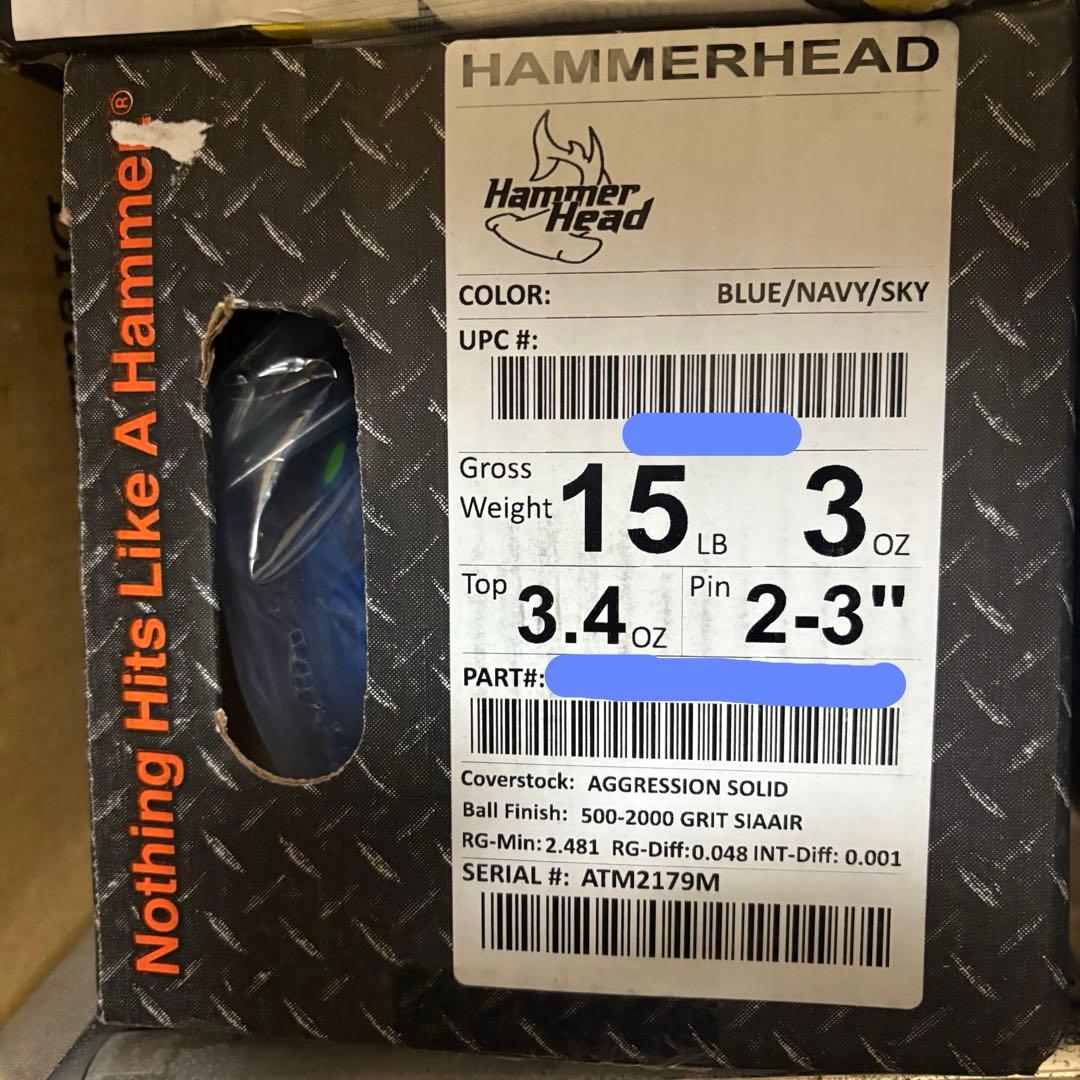 HAMMERHEAD
Hammer
Head
COLOR: BLUE/NAVY/SKY
UPC #:
Gross
Weight 15 LB 3 OZ
Top 3.4 OZ Pin 2-3"
PART#:
Coverstock: AGGRESSION SOLID
Ball Finish: 500-2000 GRIT SIAAIR
RG-Min: 2.481 RG-Diff: 0.048 INT-Diff: 0.001
SERIAL #: ATM2179M
Nothing Hits Like A Hammer.®